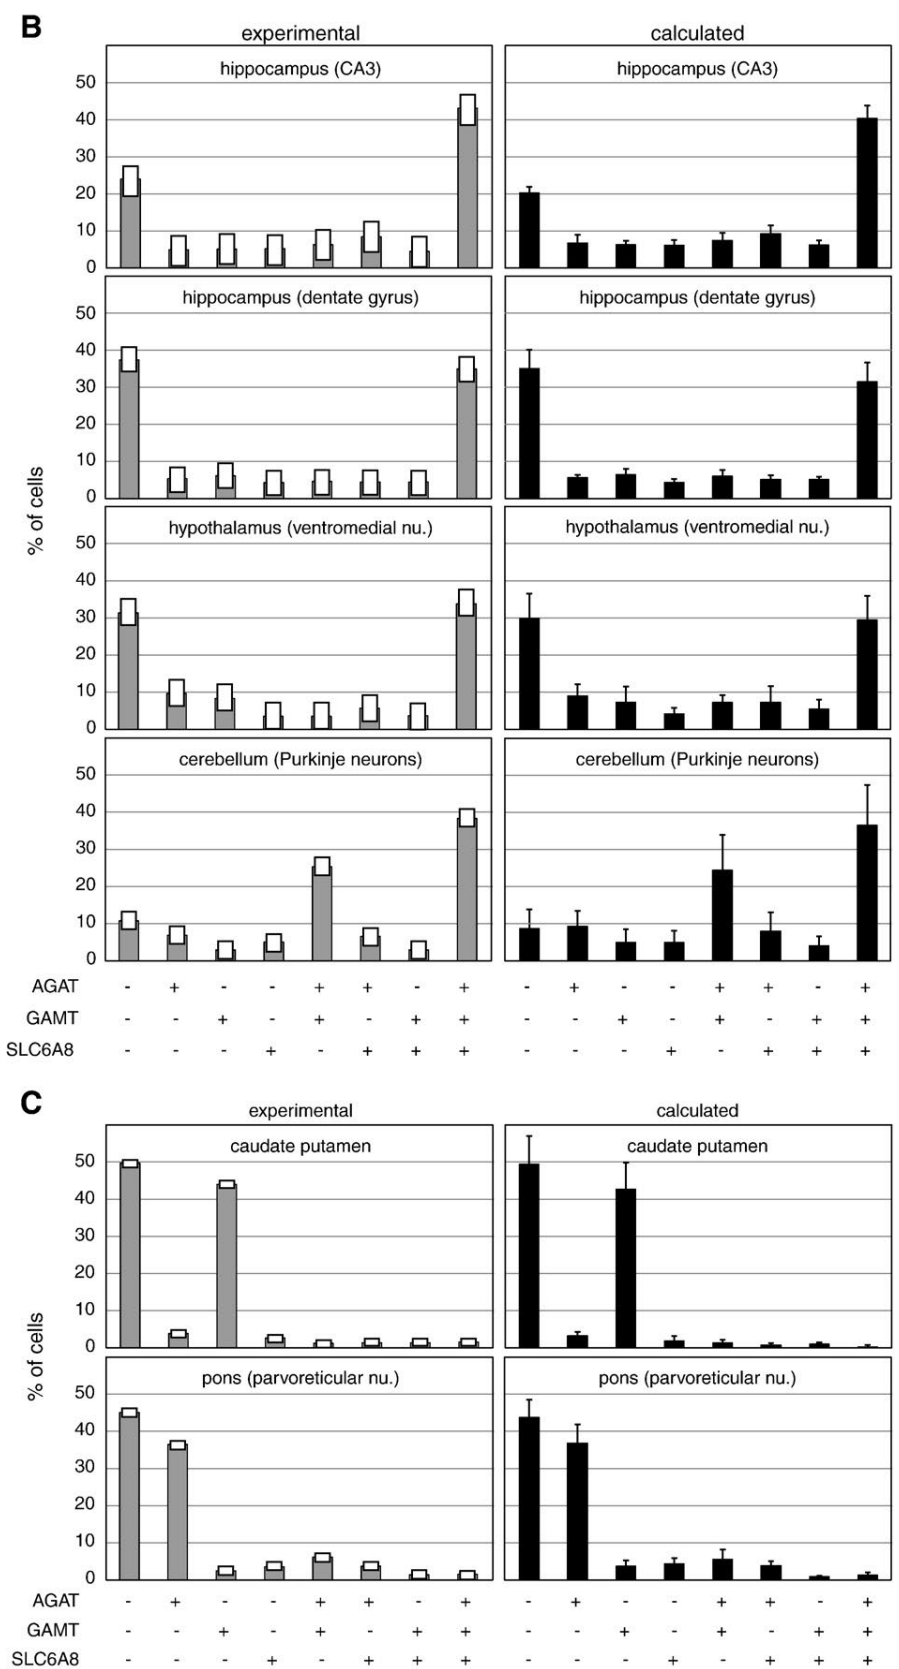 B
experimental calculated
hippocampus (CA3) hippocampus (CA3)
50
40
30
20
10
0
hippocampus (dentate gyrus) hippocampus (dentate gyrus)
50
40
30
20
10
0
% of cells
hypothalamus (ventromedial nu.) hypothalamus (ventromedial nu.)
50
40
30
20
10
0
cerebellum (Purkinje neurons) cerebellum (Purkinje neurons)
50
40
30
20
10
0
AGAT - + - - + + - + - + - - + + - +
GAMT - - + - + - + + - - + - + - + +
SLC6A8 - - - + - + + + - - - + - + + +
C
experimental calculated
caudate putamen caudate putamen
50
40
30
20
10
0
% of cells
pons (parvoreticular nu.) pons (parvoreticular nu.)
50
40
30
20
10
0
AGAT - + - - + + - + - + - - + + - +
GAMT - - + - + - + + - - + - + - + +
SLC6A8 - - - + - + + + - - - + - + + +